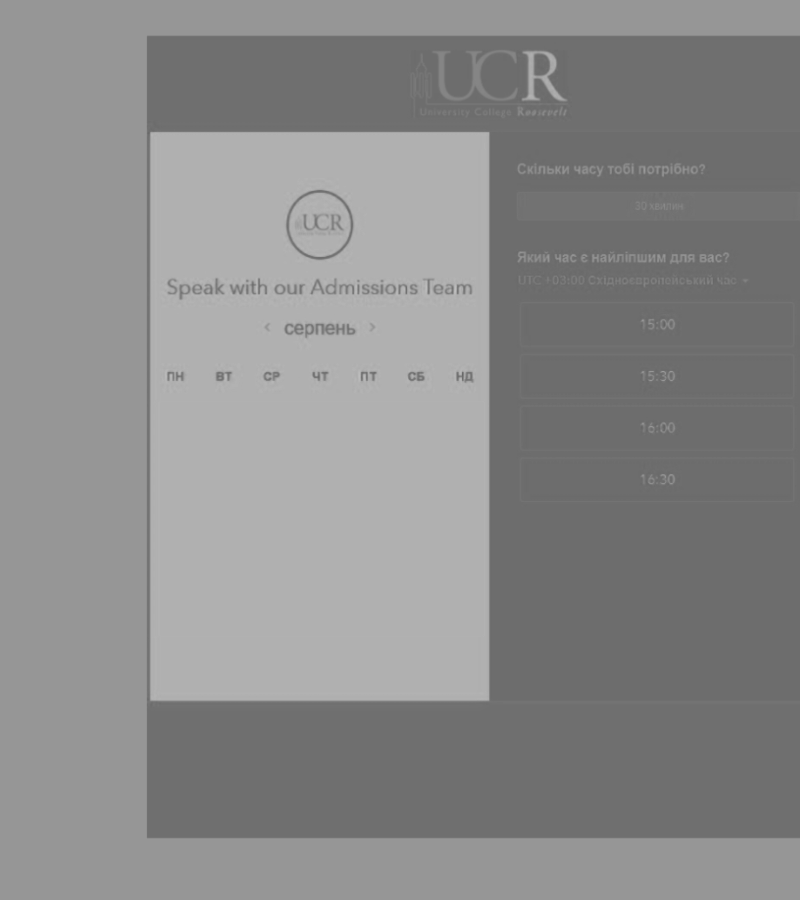 UCR
University College Roosevelt
UCR
Speak with our Admissions Team
< серпень >
ПН ВТ СР ЧТ ПТ СБ НД
Скільки часу тобі потрібно?
30 хвилин
Який час є найліпшим для вас?
UTC +03:00 Східноєвропейський час
15:00
15:30
16:00
16:30